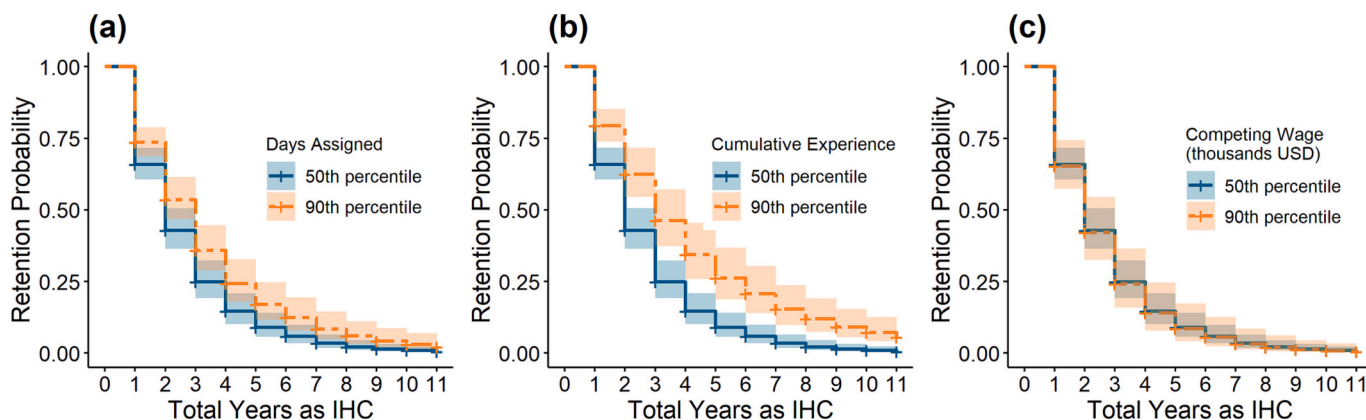 (a)
Retention Probability
1.00
0.75
0.50
0.25
0.00
Days Assigned
50th percentile
90th percentile
0 1 2 3 4 5 6 7 8 9 10 11
Total Years as IHC
(b)
Retention Probability
1.00
0.75
0.50
0.25
0.00
Cumulative Experience
50th percentile
90th percentile
0 1 2 3 4 5 6 7 8 9 10 11
Total Years as IHC
(c)
Retention Probability
1.00
0.75
0.50
0.25
0.00
Competing Wage
(thousands USD)
50th percentile
90th percentile
0 1 2 3 4 5 6 7 8 9 10 11
Total Years as IHC